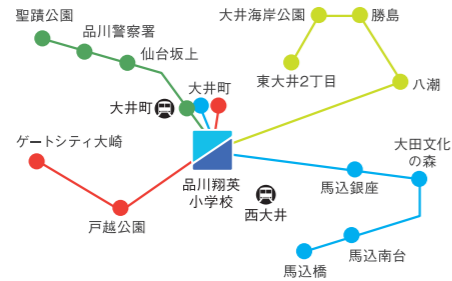 聖蹟公園
品川警察署
仙台坂上
大井海岸公園
勝島
東大井2丁目
八潮
大井町
大井町
ゲートシティ大崎
戸越公園
品川翔英
小学校
西大井
馬込銀座
大田文化
の森
馬込南台
馬込橋